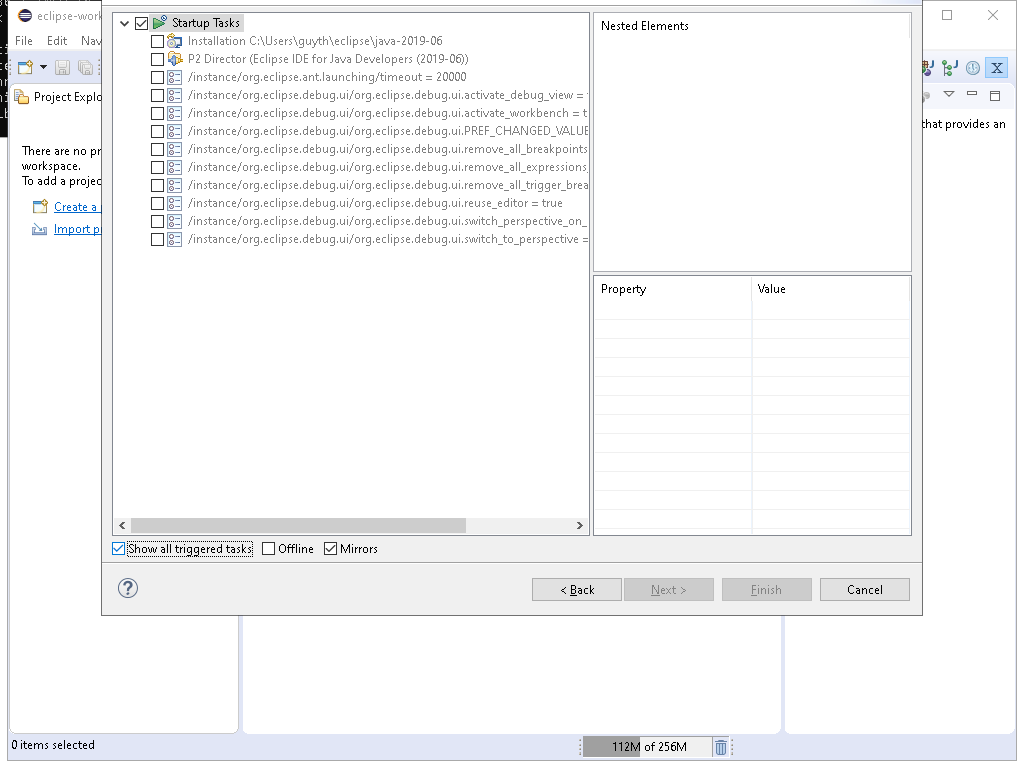 eclipse-work
File Edit Nav
Project Explo
There are no pr
workspace.
To add a projec
Create a
Import pr
Startup Tasks
Installation C:\Users\guyth\eclipse\java-2019-06
P2 Director (Eclipse IDE for Java Developers (2019-06))
/instance/org.eclipse.ant.launching/timeout = 20000
/instance/org.eclipse.debug.ui/org.eclipse.debug.ui.activate_debug_view =
/instance/org.eclipse.debug.ui/org.eclipse.debug.ui.activate_workbench = t
/instance/org.eclipse.debug.ui/org.eclipse.debug.ui.PREF_CHANGED_VALUE
/instance/org.eclipse.debug.ui/org.eclipse.debug.ui.remove_all_breakpoints
/instance/org.eclipse.debug.ui/org.eclipse.debug.ui.remove_all_expressions
/instance/org.eclipse.debug.ui/org.eclipse.debug.ui.remove_all_trigger_brea
/instance/org.eclipse.debug.ui/org.eclipse.debug.ui.reuse_editor = true
/instance/org.eclipse.debug.ui/org.eclipse.debug.ui.switch_perspective_on_
/instance/org.eclipse.debug.ui/org.eclipse.debug.ui.switch_to_perspective =
Nested Elements
Property Value
that provides an
Show all triggered tasks Offline Mirrors
< Back Next > Finish Cancel
0 items selected
112M of 256M